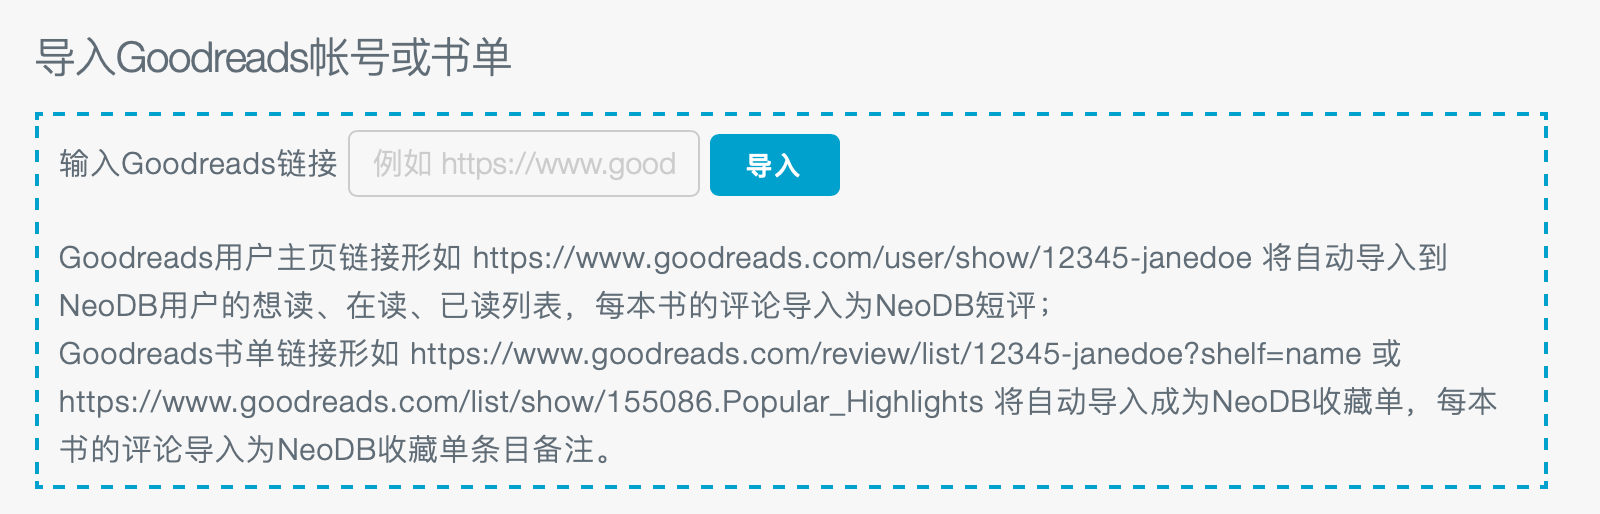 导入Goodreads帐号或书单
输入Goodreads链接 例如 https://www.good 导入
Goodreads用户主页链接形如 https://www.goodreads.com/user/show/12345-janedoe 将自动导入到
NeoDB用户的想读、在读、已读列表，每本书的评论导入为NeoDB短评；
Goodreads书单链接形如 https://www.goodreads.com/review/list/12345-janedoe?shelf=name 或
https://www.goodreads.com/list/show/155086.Popular_Highlights 将自动导入成为NeoDB收藏单，每本
书的评论导入为NeoDB收藏单条目备注。